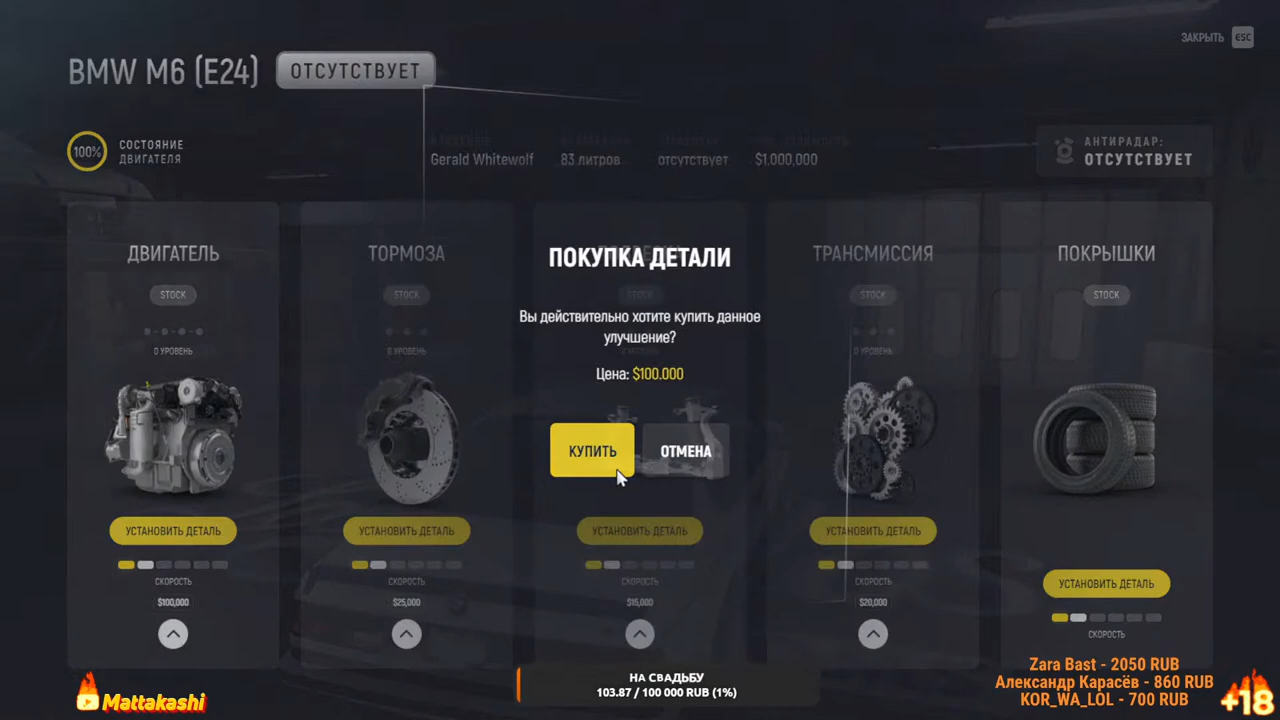 ЗАКРЫТЬ ESC
BMW M6 (E24) ОТСУТСТВУЕТ
100% СОСТОЯНИЕ
ДВИГАТЕЛЯ
Gerald Whitewolf 83 литров отсутствует $1,000,000
АНТИРАДАР:
ОТСУТСТВУЕТ
ДВИГАТЕЛЬ ТОРМОЗА ТРАНСМИССИЯ ПОКРЫШКИ
ПОКУПКА ДЕТАЛИ
STOCK STOCK STOCK STOCK STOCK
Вы действительно хотите купить данное
улучшение?
0 УРОВЕНЬ 0 УРОВЕНЬ 0 УРОВЕНЬ
Цена: $100.000
КУПИТЬ ОТМЕНА
УСТАНОВИТЬ ДЕТАЛЬ УСТАНОВИТЬ ДЕТАЛЬ УСТАНОВИТЬ ДЕТАЛЬ УСТАНОВИТЬ ДЕТАЛЬ
СКОРОСТЬ СКОРОСТЬ СКОРОСТЬ СКОРОСТЬ
$100,000 $25,000 $15,000 $20,000
УСТАНОВИТЬ ДЕТАЛЬ
СКОРОСТЬ
Mattakashi
НА СВАДЬБУ
103.87 / 100 000 RUB (1%)
Zara Bast - 2050 RUB
Александр Карасёв - 860 RUB
KOR_WA_LOL - 700 RUB
+18